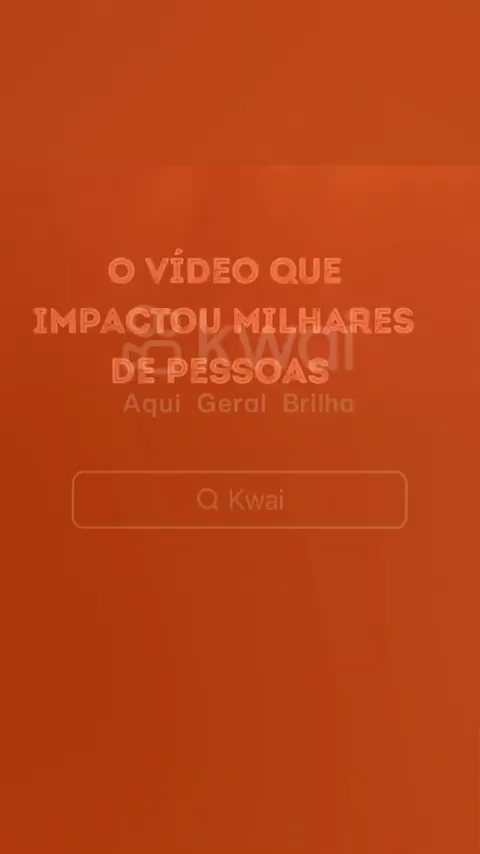 O VÍDEO QUE
IMPACTOU MILHARES
Kwai
DE PESSOAS
Aqui Geral Brilha
Kwai